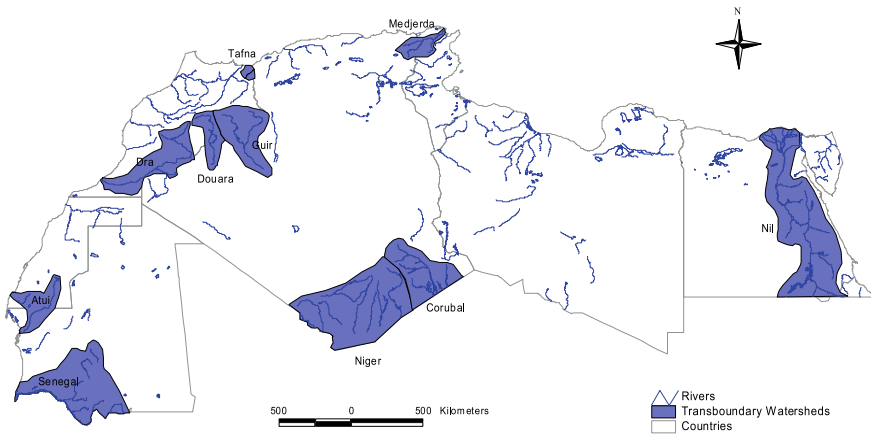 N
Medjerda
Tafna
Dra
Guir
Douara
Nil
Atui
Corubal
Niger
Senegal
500 0 500 Kilometers
Rivers
Transboundary Watersheds
Countries